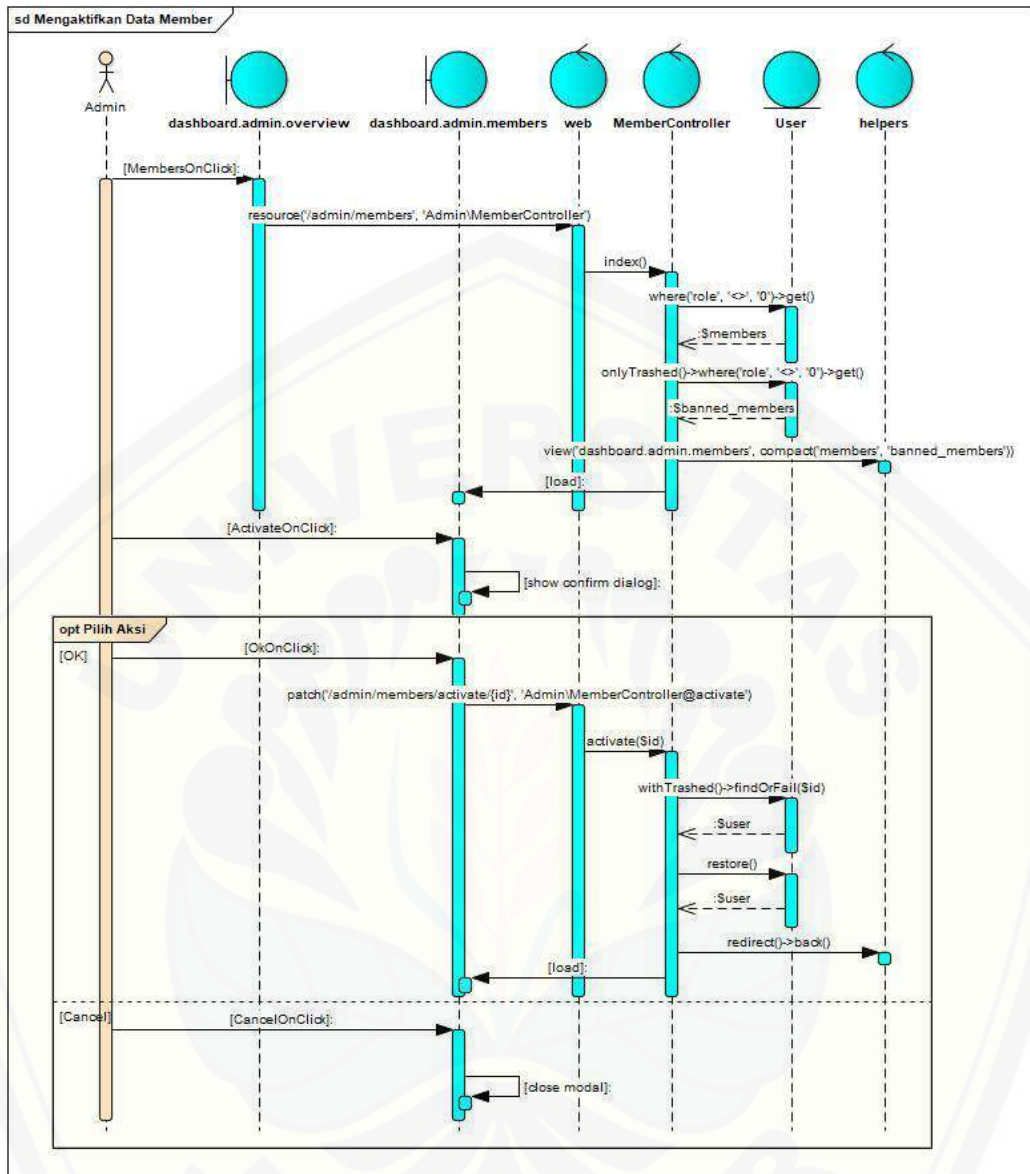 sd Mengaktifkan Data Member
Admin
dashboard.admin.overview
dashboard.admin.members
web
MemberController
User
helpers
[MembersOnClick]:
resource('/admin/members', 'Admin\MemberController')
index()
where('role', '<>', '0')->get()
:$members
onlyTrashed()->where('role', '<>', '0')->get()
:$banned_members
view('dashboard.admin.members', compact('members', 'banned_members'))
[load]:
[ActivateOnClick]:
[show confirm dialog]:
opt Pilih Aksi
[OK]
[OkOnClick]:
patch('/admin/members/activate/{id}', 'Admin\MemberController@activate')
activate($id)
withTrashed()->findOrFail($id)
:$user
restore()
:$user
redirect()->back()
[load]:
[Cancel]
[CancelOnClick]:
[close modal]:
UNIVERSITAS